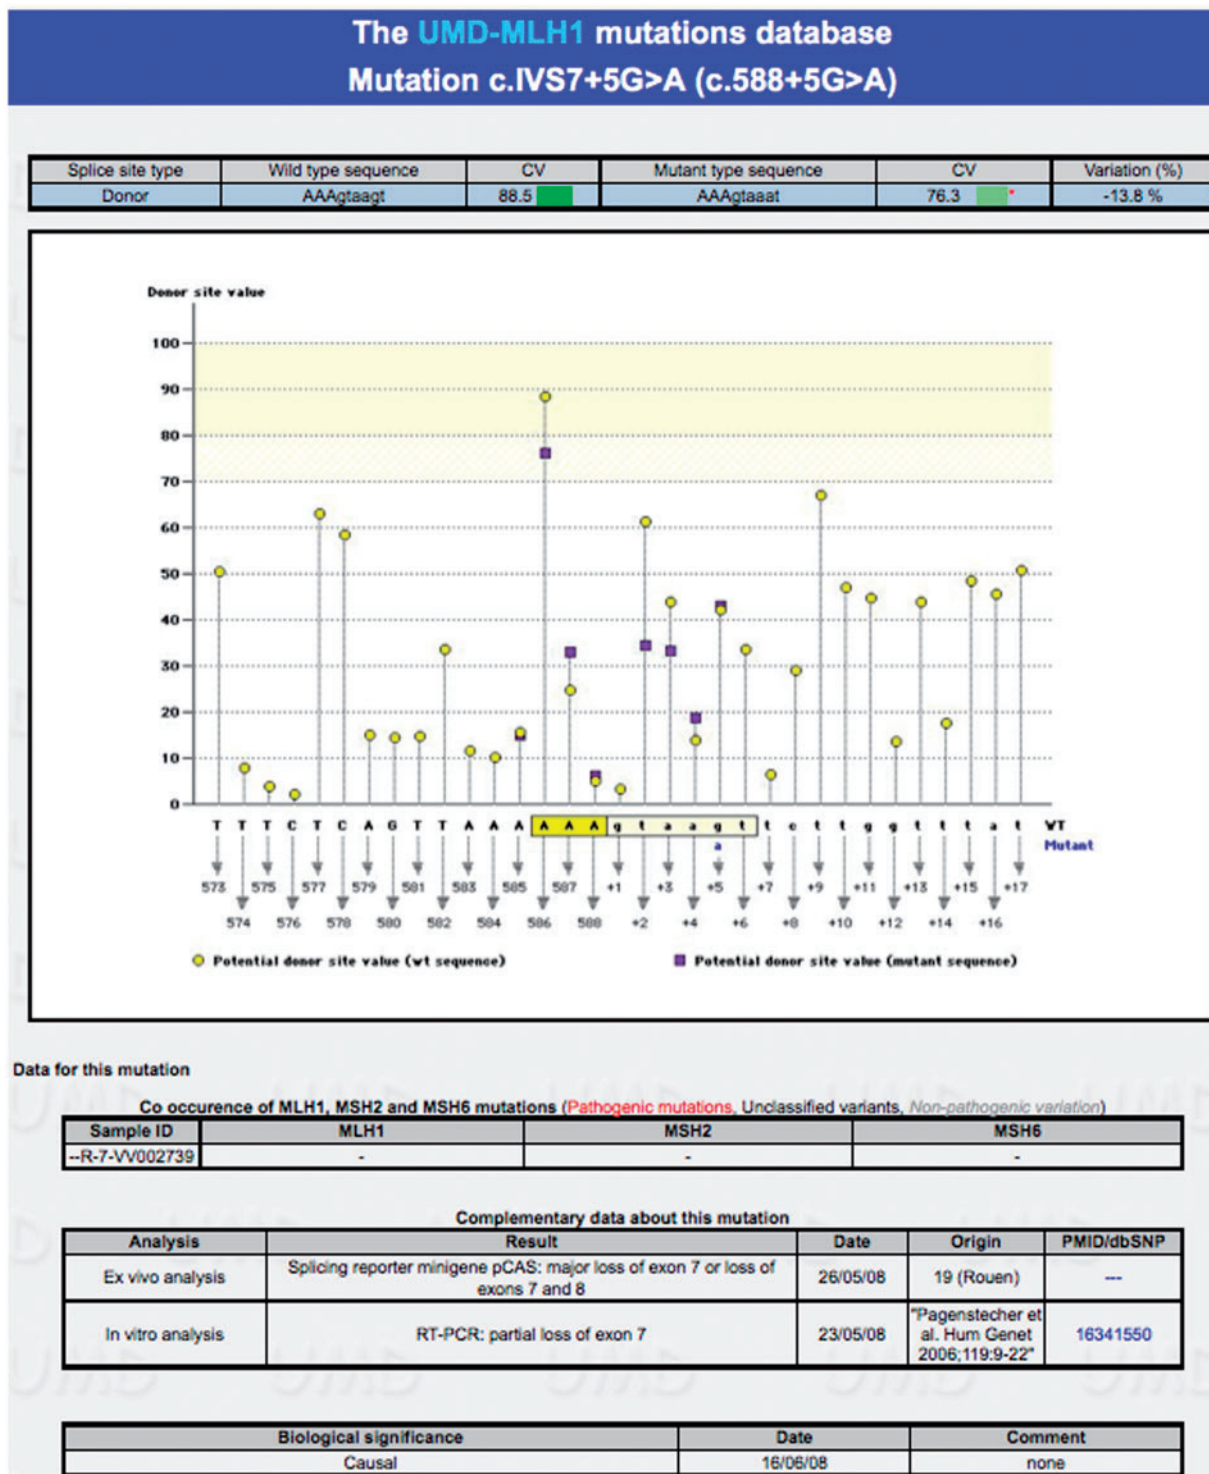 The UMD-MLH1 mutations database
Mutation c.IVS7+5G>A (c.588+5G>A)
Splice site type Wild type sequence CV Mutant type sequence CV Variation (%)
Donor AAAgtaagt 88.5 AAAgtaaat 76.3 * -13.8 %
Donor site value
100
90
80
70
60
50
40
30
20
10
0
T T T C T C A G T T A A A A A A g t a a g t t c t t g g t t t a t WT
a Mutant
573 575 577 579 581 583 585 587 +1 +3 +5 +7 +9 +11 +13 +15 +17
574 576 578 580 582 584 586 588 +2 +4 +6 +8 +10 +12 +14 +16
Potential donor site value (wt sequence) Potential donor site value (mutant sequence)
Data for this mutation
Co occurence of MLH1, MSH2 and MSH6 mutations (Pathogenic mutations, Unclassified variants, Non-pathogenic variation)
Sample ID MLH1 MSH2 MSH6
--R-7-VV002739 - - -
Complementary data about this mutation
Analysis Result Date Origin PMID/dbSNP
Ex vivo analysis Splicing reporter minigene pCAS: major loss of exon 7 or loss of exons 7 and 8 26/05/08 19 (Rouen) ---
In vitro analysis RT-PCR: partial loss of exon 7 23/05/08 "Pagenstecher et al. Hum Genet 2006;119:9-22" 16341550
Biological significance Date Comment
Causal 16/06/08 none